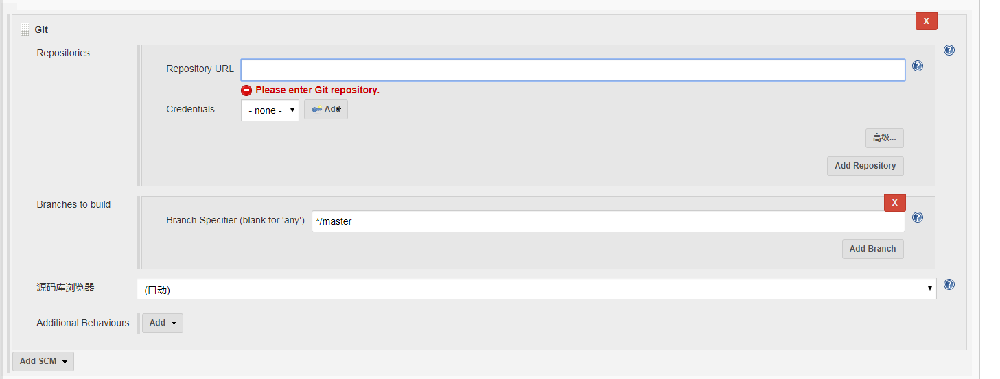 Git
X
Repositories
Repository URL
Please enter Git repository.
Credentials
- none -
Add
高级...
Add Repository
Branches to build
X
Branch Specifier (blank for 'any')
*/master
Add Branch
源码库浏览器
(自动)
Additional Behaviours
Add
Add SCM